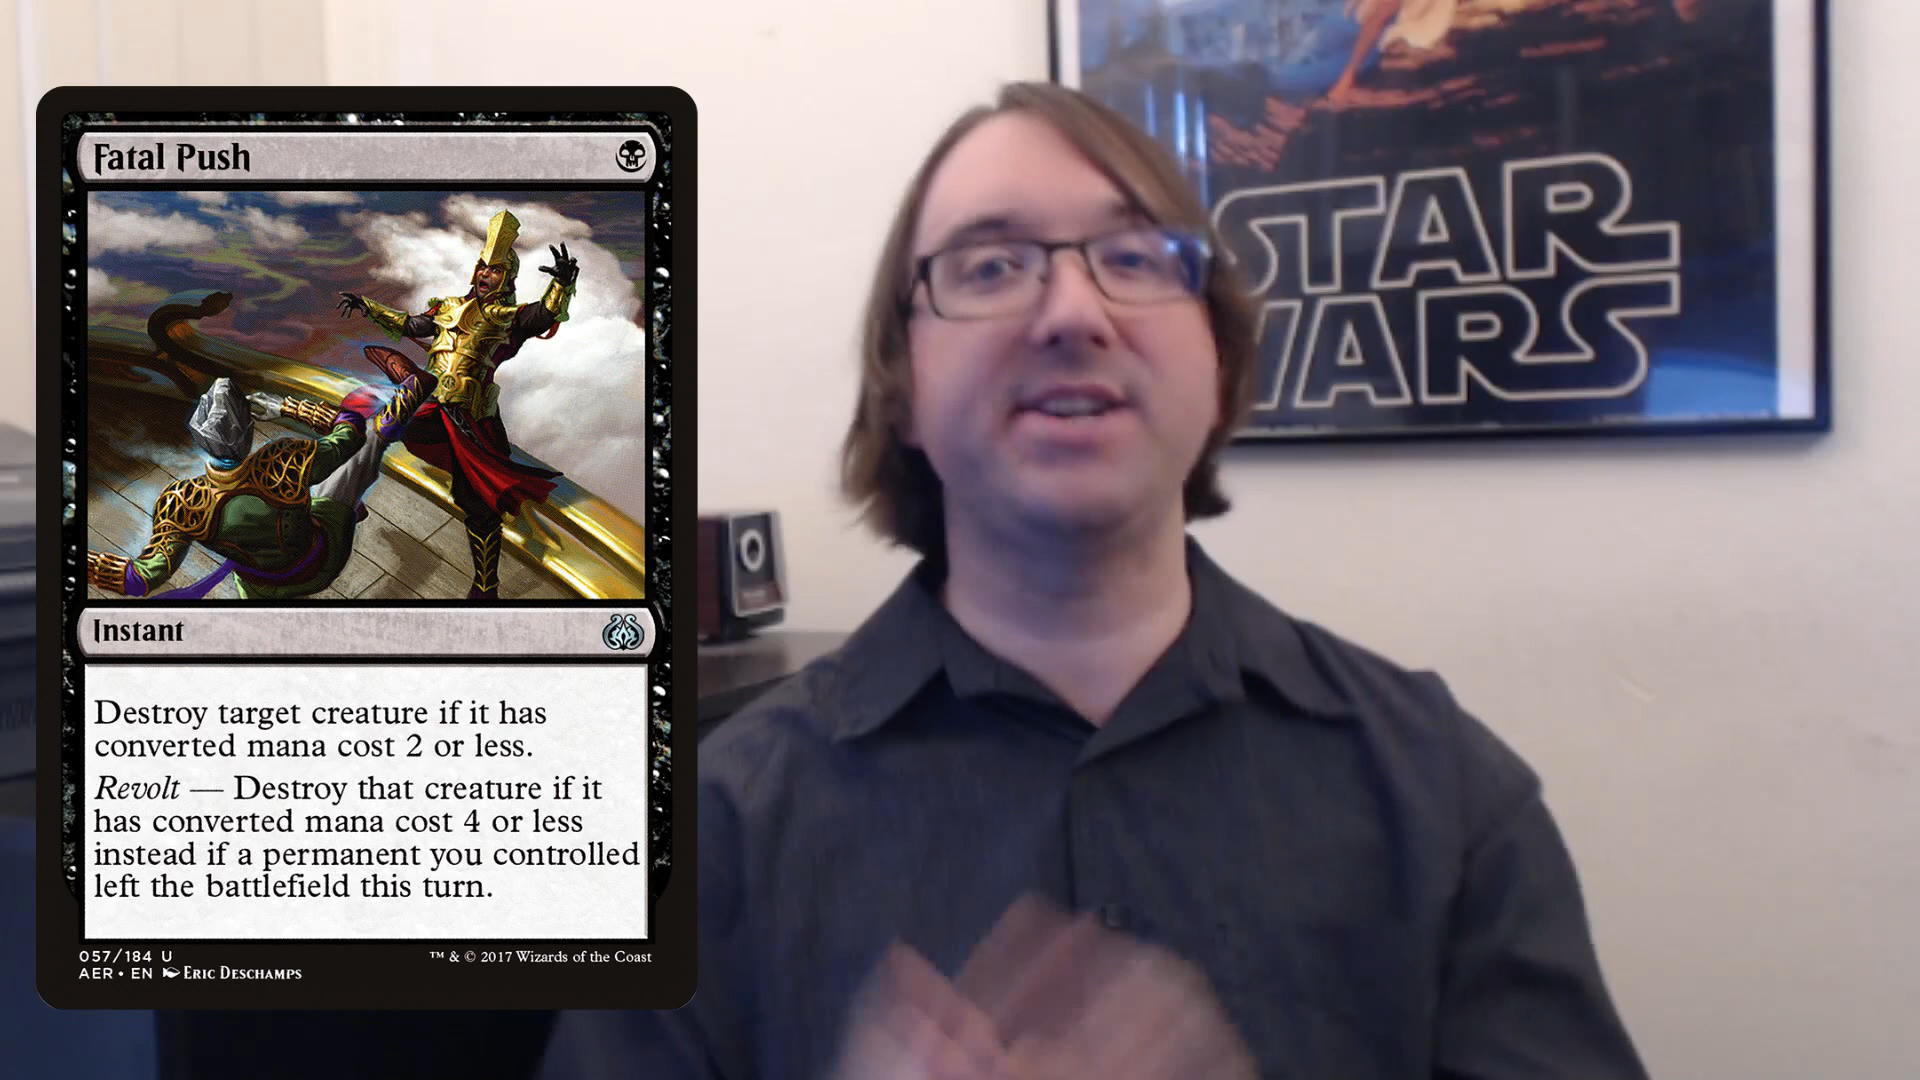 Fatal Push
Instant
Destroy target creature if it has
converted mana cost 2 or less.
Revolt — Destroy that creature if it
has converted mana cost 4 or less
instead if a permanent you controlled
left the battlefield this turn.
057/184 U
AER • EN Eric Deschamps
™ & © 2017 Wizards of the Coast
STAR
WARS